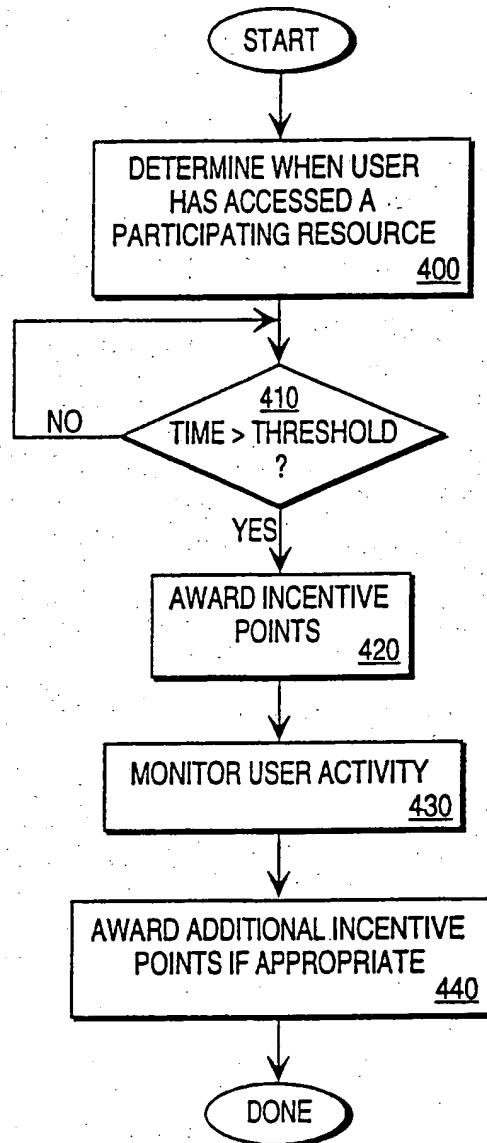 START
DETERMINE WHEN USER
HAS ACCESSED A
PARTICIPATING RESOURCE
400
410
NO
TIME > THRESHOLD
?
YES
AWARD INCENTIVE
POINTS
420
MONITOR USER ACTIVITY
430
AWARD ADDITIONAL INCENTIVE
POINTS IF APPROPRIATE
440
DONE